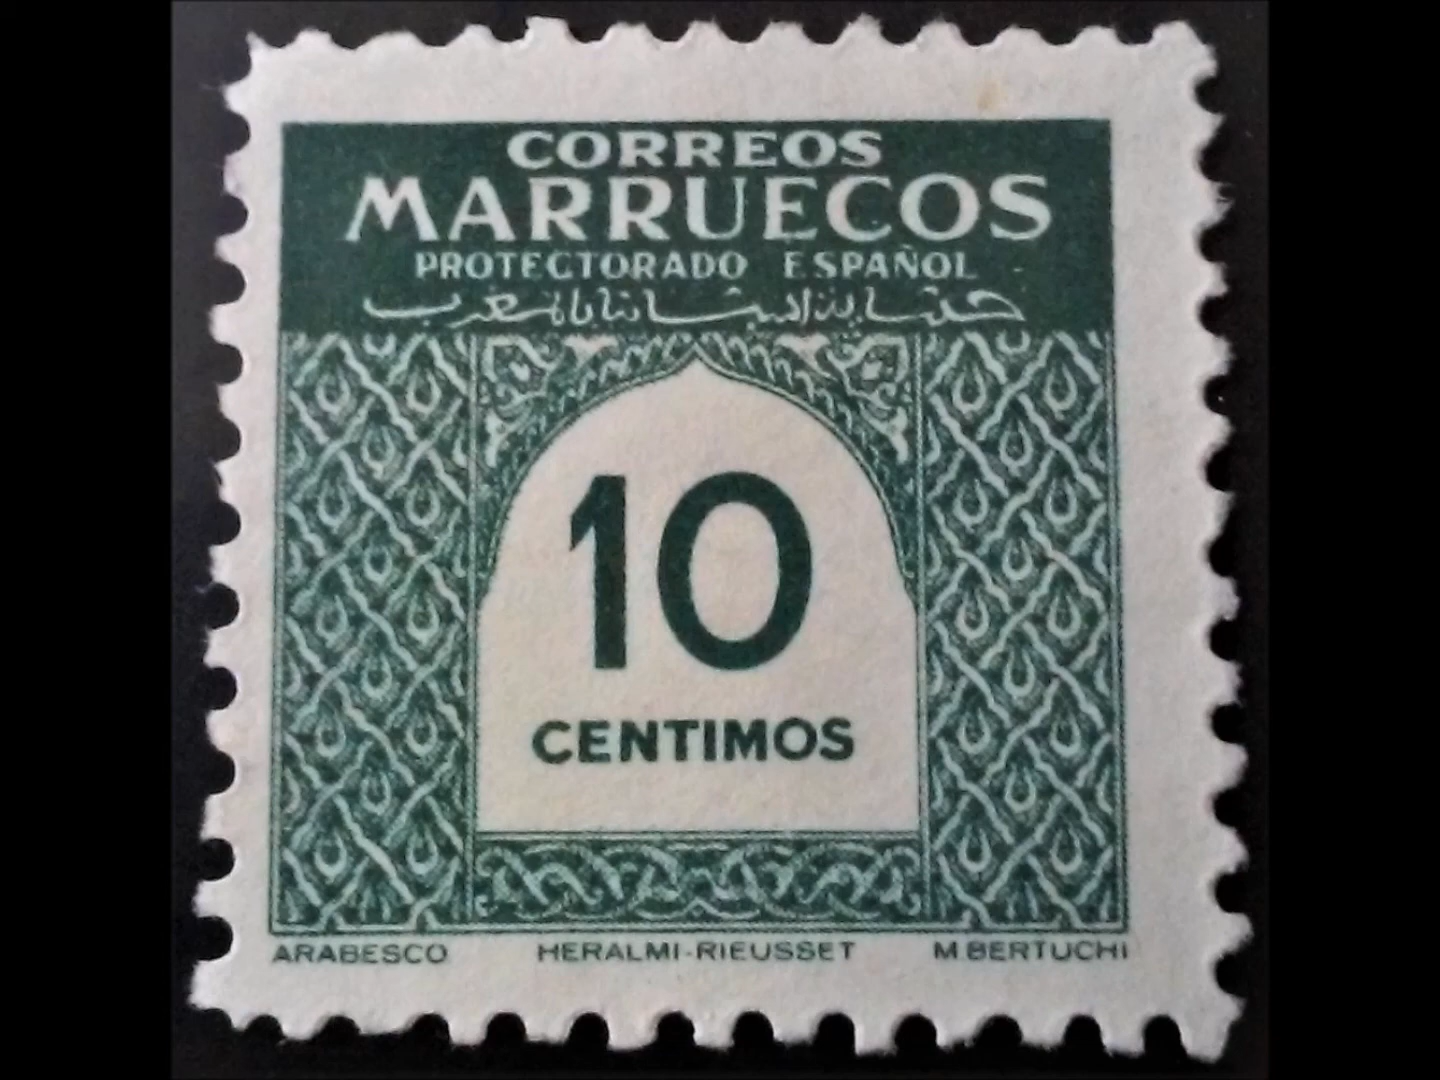 CORREOS
MARRUECOS
PROTECTORADO ESPAÑOL
10
CENTIMOS
ARABESCO HERALMI-RIEUSSET M.BERTUCHI